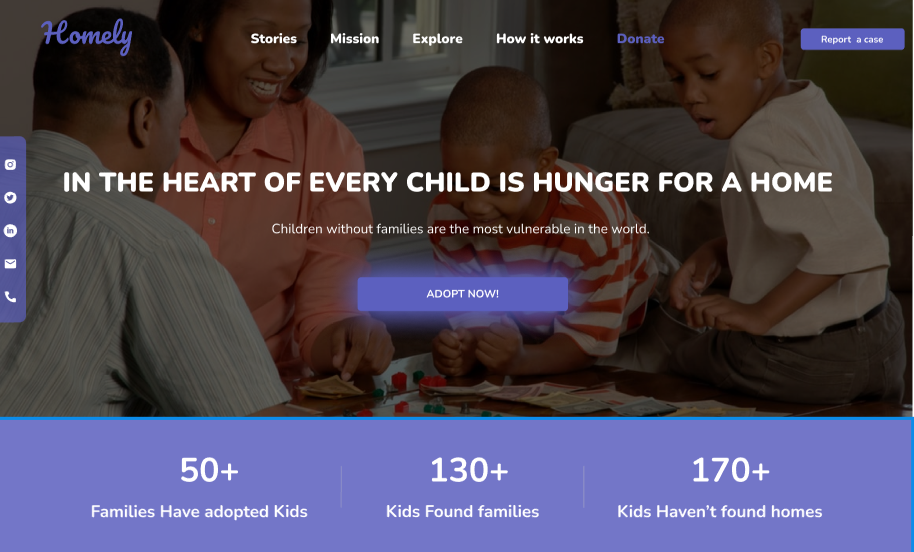 Homely
Stories Mission Explore How it works Donate
Report a case
IN THE HEART OF EVERY CHILD IS HUNGER FOR A HOME
Children without families are the most vulnerable in the world.
ADOPT NOW!
50+ 130+ 170+
Families Have adopted Kids Kids Found families Kids Haven't found homes